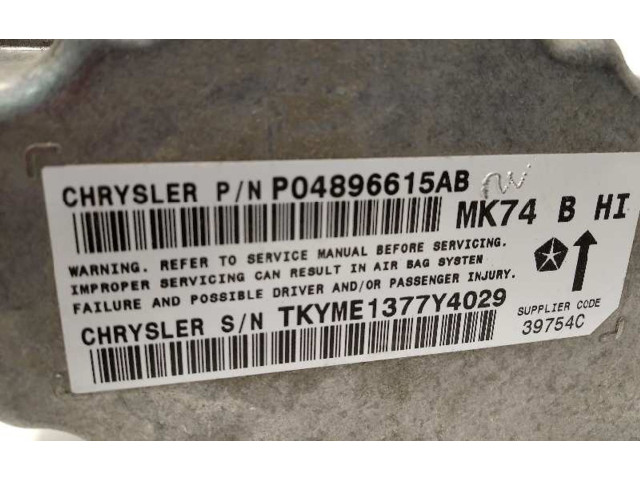 CHRYSLER P/N P04896615AB
MK74 B HI
WARNING. REFER TO SERVICE MANUAL BEFORE SERVICING.
IMPROPER SERVICING CAN RESULT IN AIR BAG SYSTEM
FAILURE AND POSSIBLE DRIVER AND/OR PASSENGER INJURY.
CHRYSLER S/N TKYME1377Y4029
SUPPLIER CODE
39754C